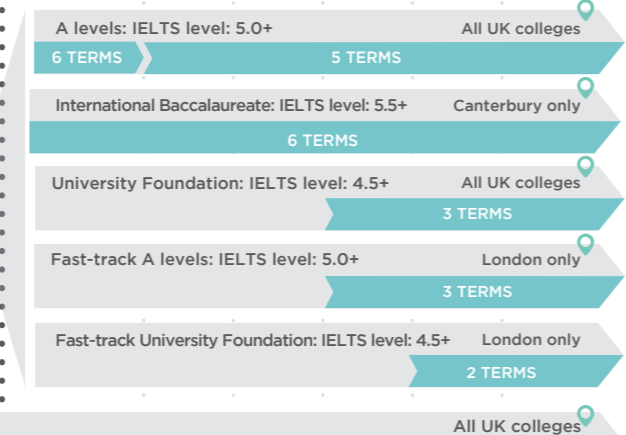 A levels: IELTS level: 5.0+ All UK colleges
6 TERMS 5 TERMS
International Baccalaureate: IELTS level: 5.5+ Canterbury only
6 TERMS
University Foundation: IELTS level: 4.5+ All UK colleges
3 TERMS
Fast-track A levels: IELTS level: 5.0+ London only
3 TERMS
Fast-track University Foundation: IELTS level: 4.5+ London only
2 TERMS
All UK colleges